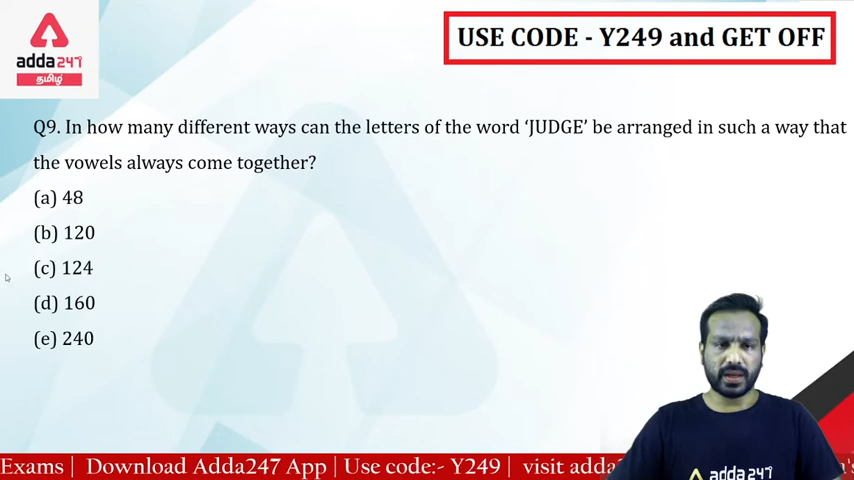 adda247
தமிழ்
USE CODE - Y249 and GET OFF
Q9. In how many different ways can the letters of the word ‘JUDGE’ be arranged in such a way that
the vowels always come together?
(a) 48
(b) 120
(c) 124
(d) 160
(e) 240
adda247
Exams | Download Adda247 App | Use code:- Y249 | visit adda